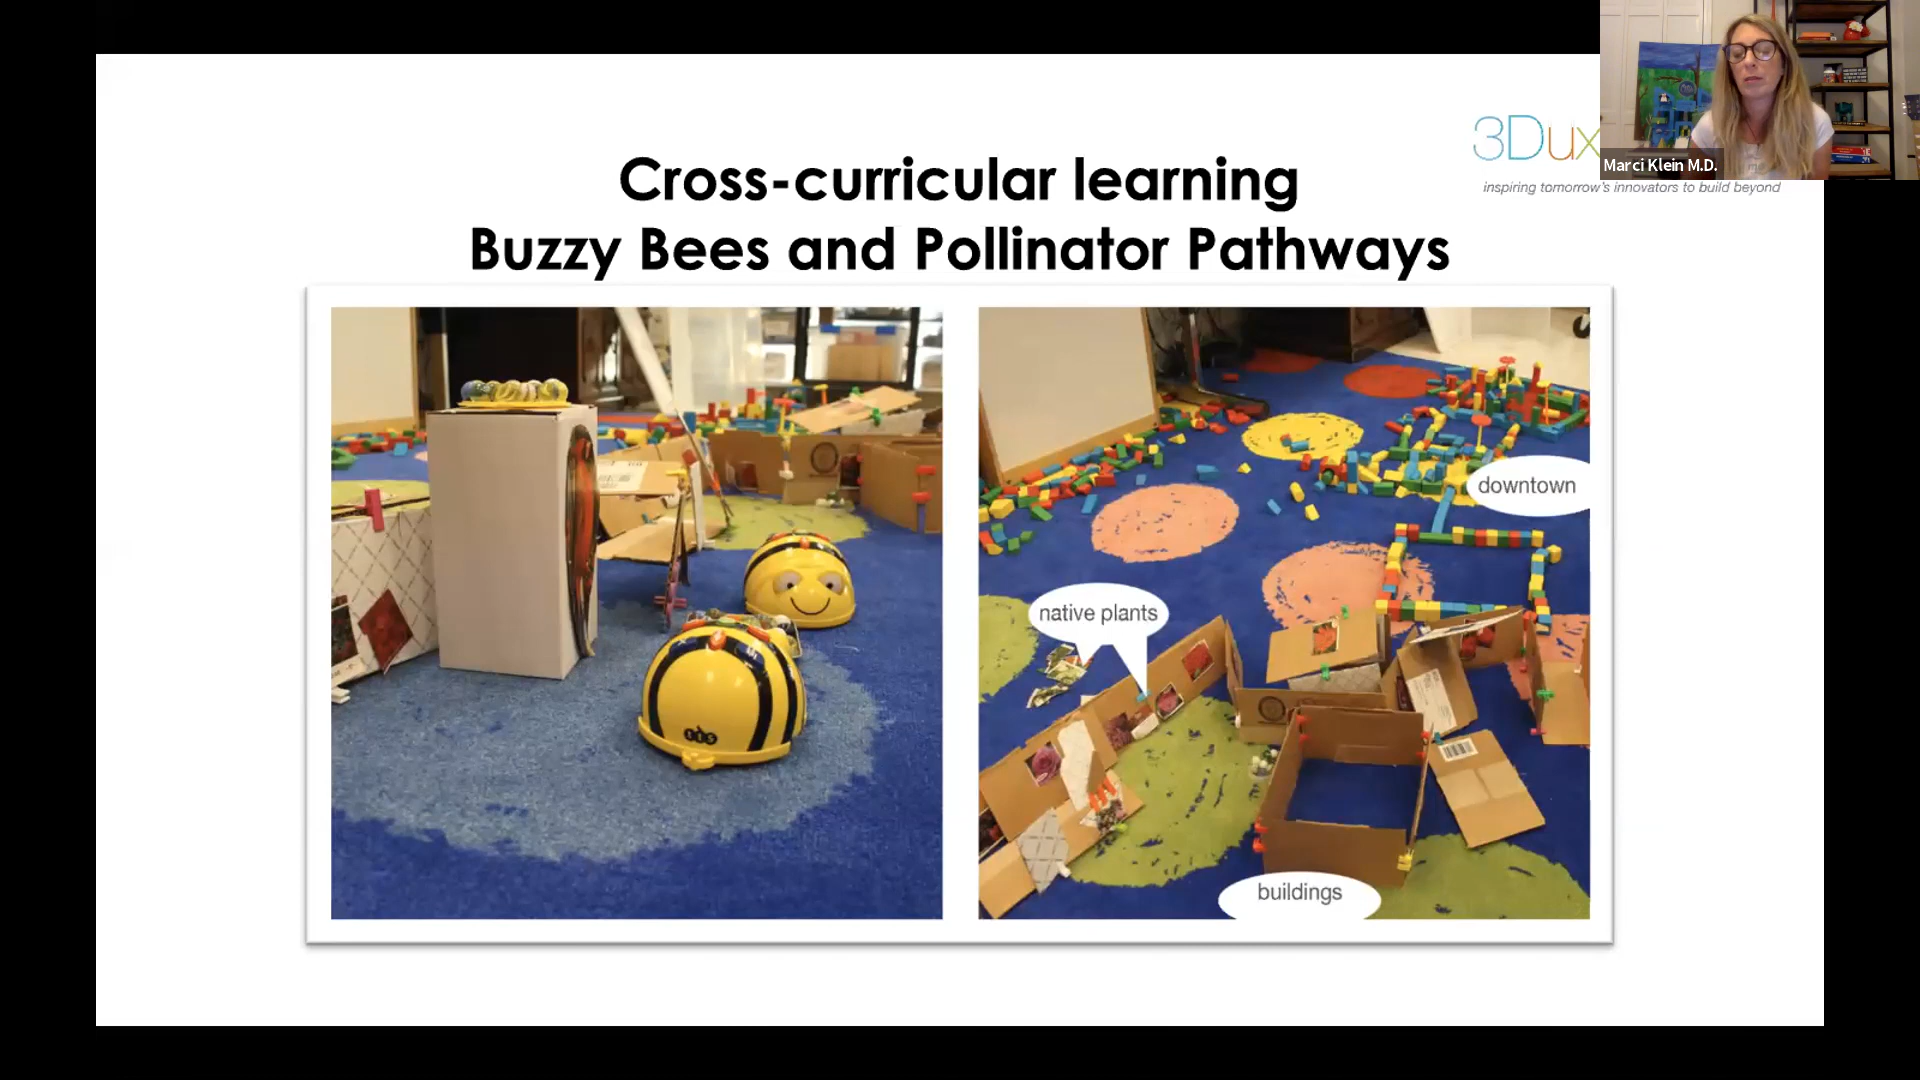 3Dux
inspiring tomorrow's innovators to build beyond
Marci Klein M.D.
Cross-curricular learning
Buzzy Bees and Pollinator Pathways
downtown
native plants
buildings